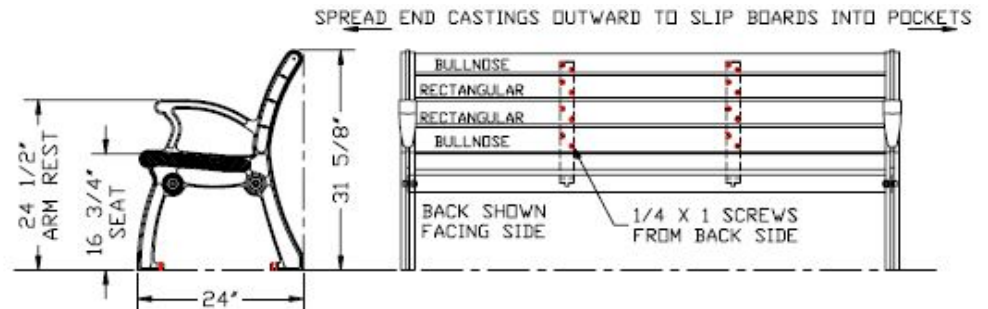 SPREAD END CASTINGS OUTWARD TO SLIP BOARDS INTO POCKETS
24 1/2"
ARM REST
16 3/4"
SEAT
31 5/8"
24"
BULLNOSE
RECTANGULAR
RECTANGULAR
BULLNOSE
BACK SHOWN
FACING SIDE
1/4 X 1 SCREWS
FROM BACK SIDE